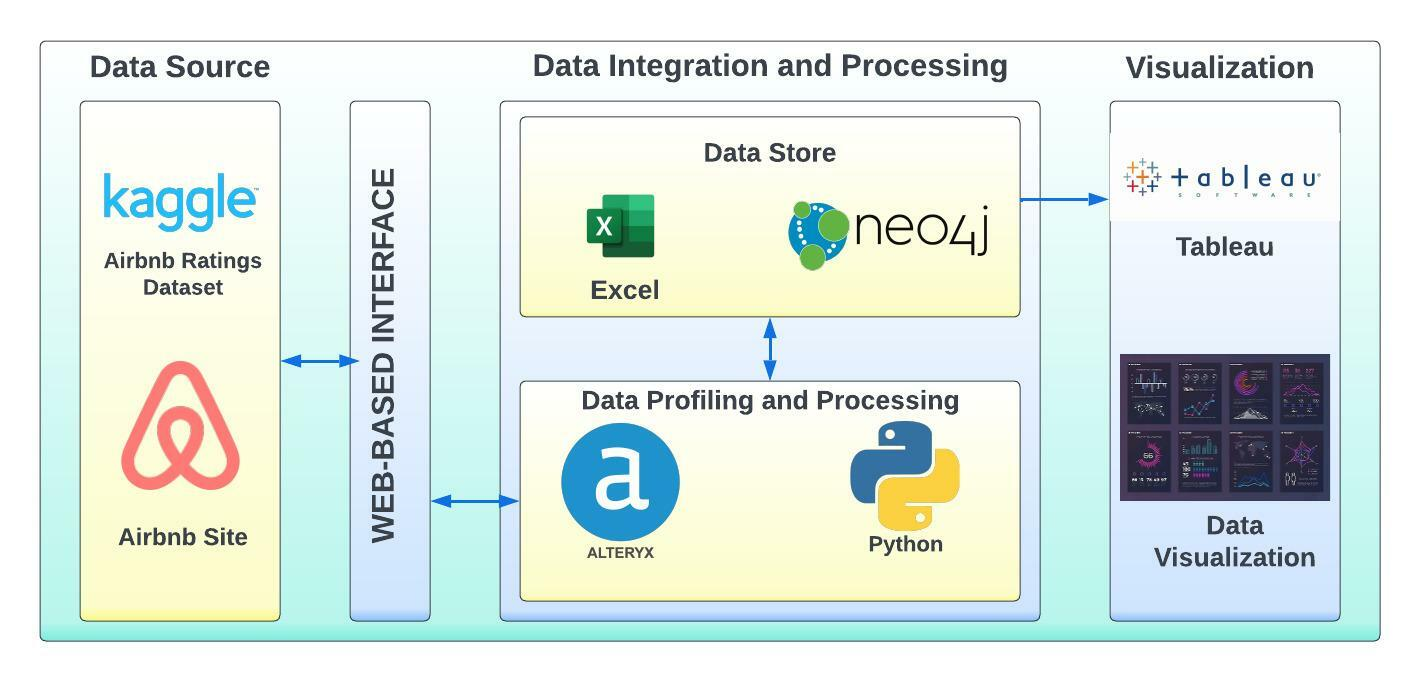 Data Source
Data Integration and Processing
Visualization
kaggle
Airbnb Ratings
Dataset
Airbnb Site
WEB-BASED INTERFACE
Data Store
X
Excel
neo4j
Data Profiling and Processing
a
ALTERYX
Python
+ableau
SOFTWARE
Tableau
Data
Visualization